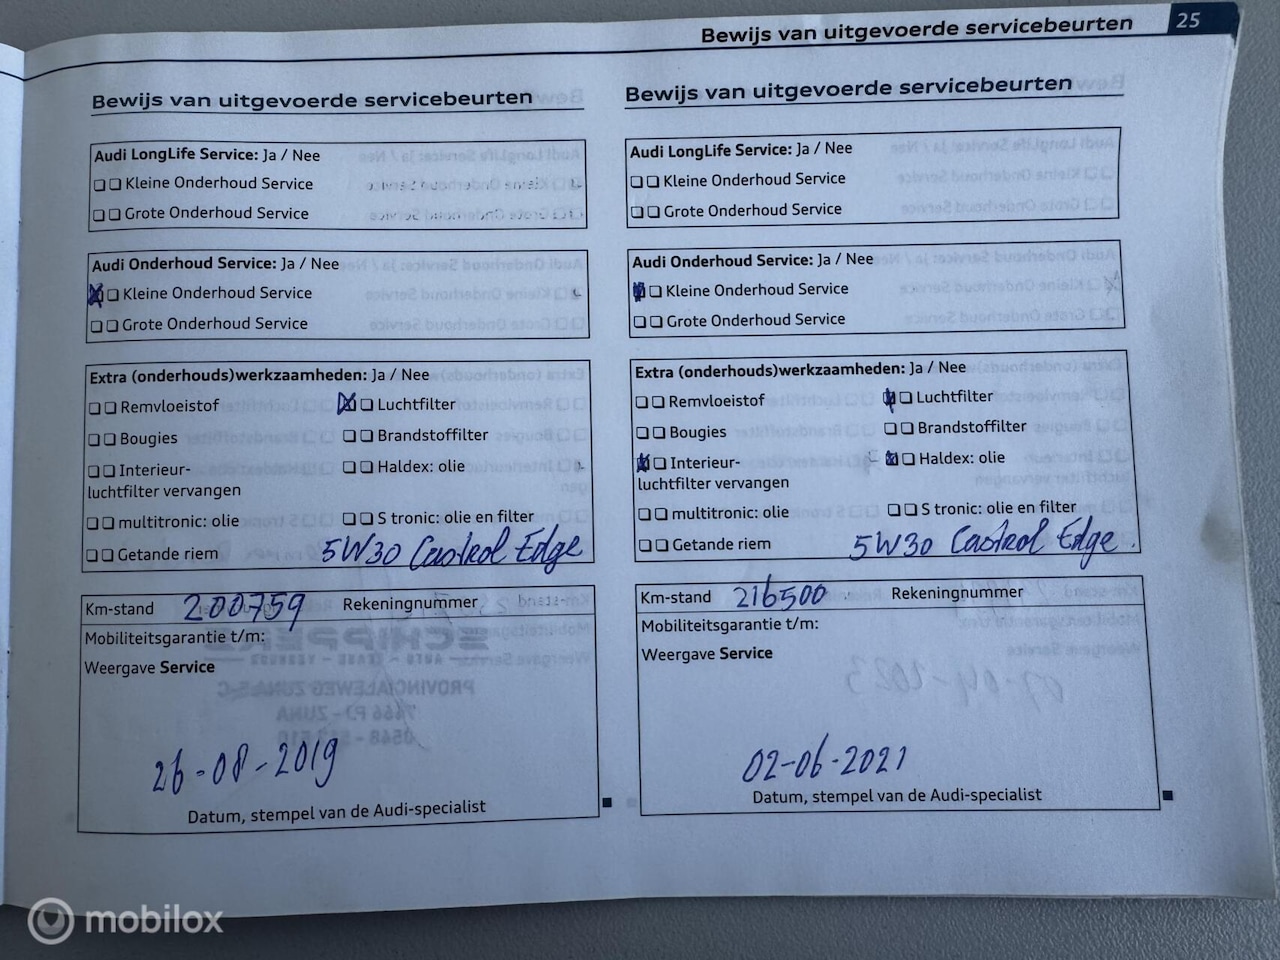 Bewijs van uitgevoerde servicebeurten 25
Bewijs van uitgevoerde servicebeurten
Audi LongLife Service: Ja / Nee
Kleine Onderhoud Service
Grote Onderhoud Service
Audi Onderhoud Service: Ja / Nee
Kleine Onderhoud Service
Grote Onderhoud Service
Extra (onderhouds)werkzaamheden: Ja / Nee
Remvloeistof Luchtfilter
Bougies Brandstoffilter
Interieur- Haldex: olie
luchtfilter vervangen
multitronic: olie S tronic: olie en filter
Getande riem 5W30 Castrol Edge
Km-stand 200759 Rekeningnummer
Mobiliteitsgarantie t/m:
Weergave Service
26-08-2019
Datum, stempel van de Audi-specialist
Bewijs van uitgevoerde servicebeurten
Audi LongLife Service: Ja / Nee
Kleine Onderhoud Service
Grote Onderhoud Service
Audi Onderhoud Service: Ja / Nee
Kleine Onderhoud Service
Grote Onderhoud Service
Extra (onderhouds)werkzaamheden: Ja / Nee
Remvloeistof Luchtfilter
Bougies Brandstoffilter
Interieur- Haldex: olie
luchtfilter vervangen
multitronic: olie S tronic: olie en filter
Getande riem 5W30 Castrol Edge.
Km-stand 216500 Rekeningnummer
Mobiliteitsgarantie t/m:
Weergave Service
02-06-2021
Datum, stempel van de Audi-specialist
mobilox